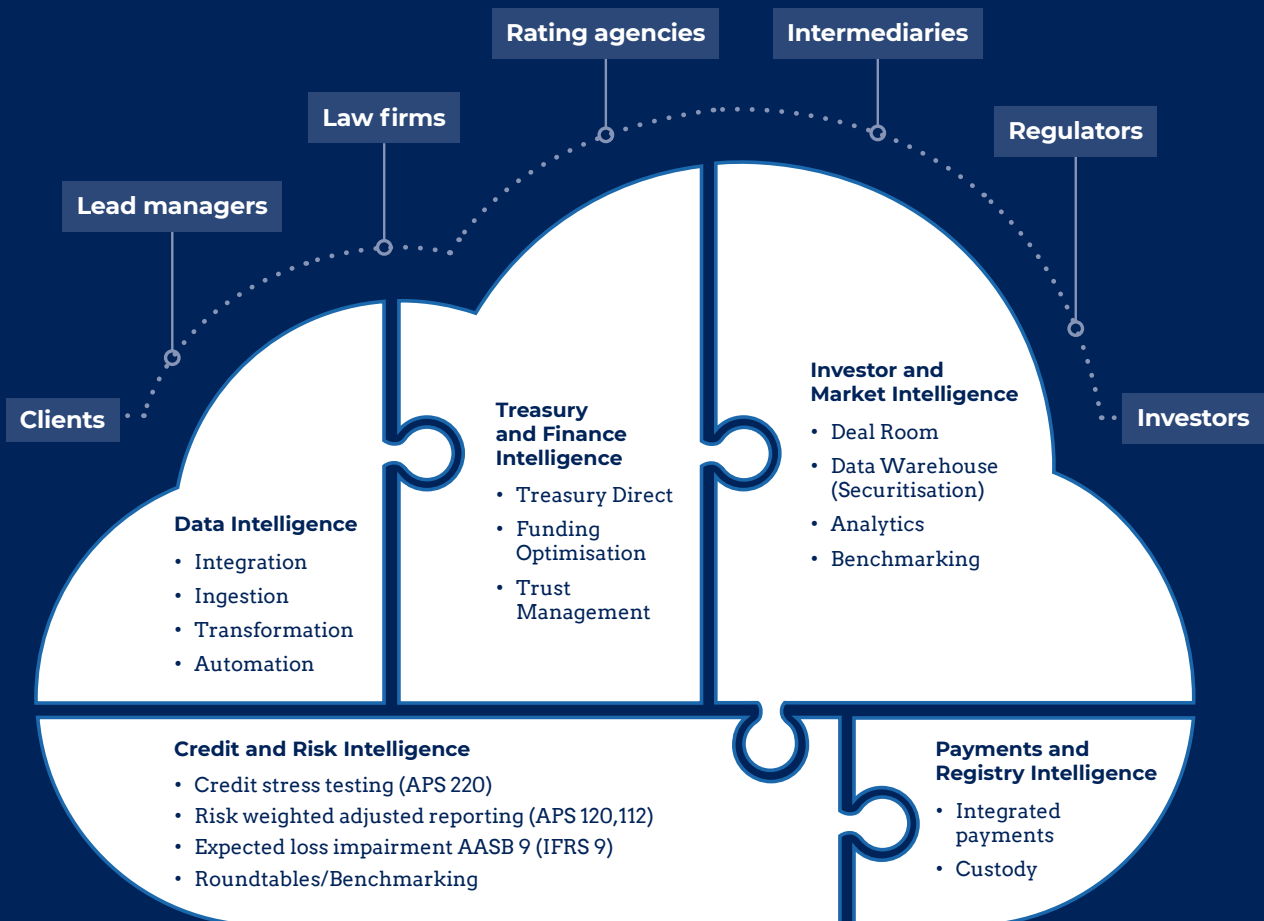 Rating agencies
Intermediaries
Law firms
Regulators
Lead managers
Clients
Investors
Data Intelligence
• Integration
• Ingestion
• Transformation
• Automation
Treasury
and Finance
Intelligence
• Treasury Direct
• Funding
Optimisation
• Trust
Management
Investor and
Market Intelligence
• Deal Room
• Data Warehouse
(Securitisation)
• Analytics
• Benchmarking
Credit and Risk Intelligence
• Credit stress testing (APS 220)
• Risk weighted adjusted reporting (APS 120,112)
• Expected loss impairment AASB 9 (IFRS 9)
• Roundtables/Benchmarking
Payments and
Registry Intelligence
• Integrated
payments
• Custody